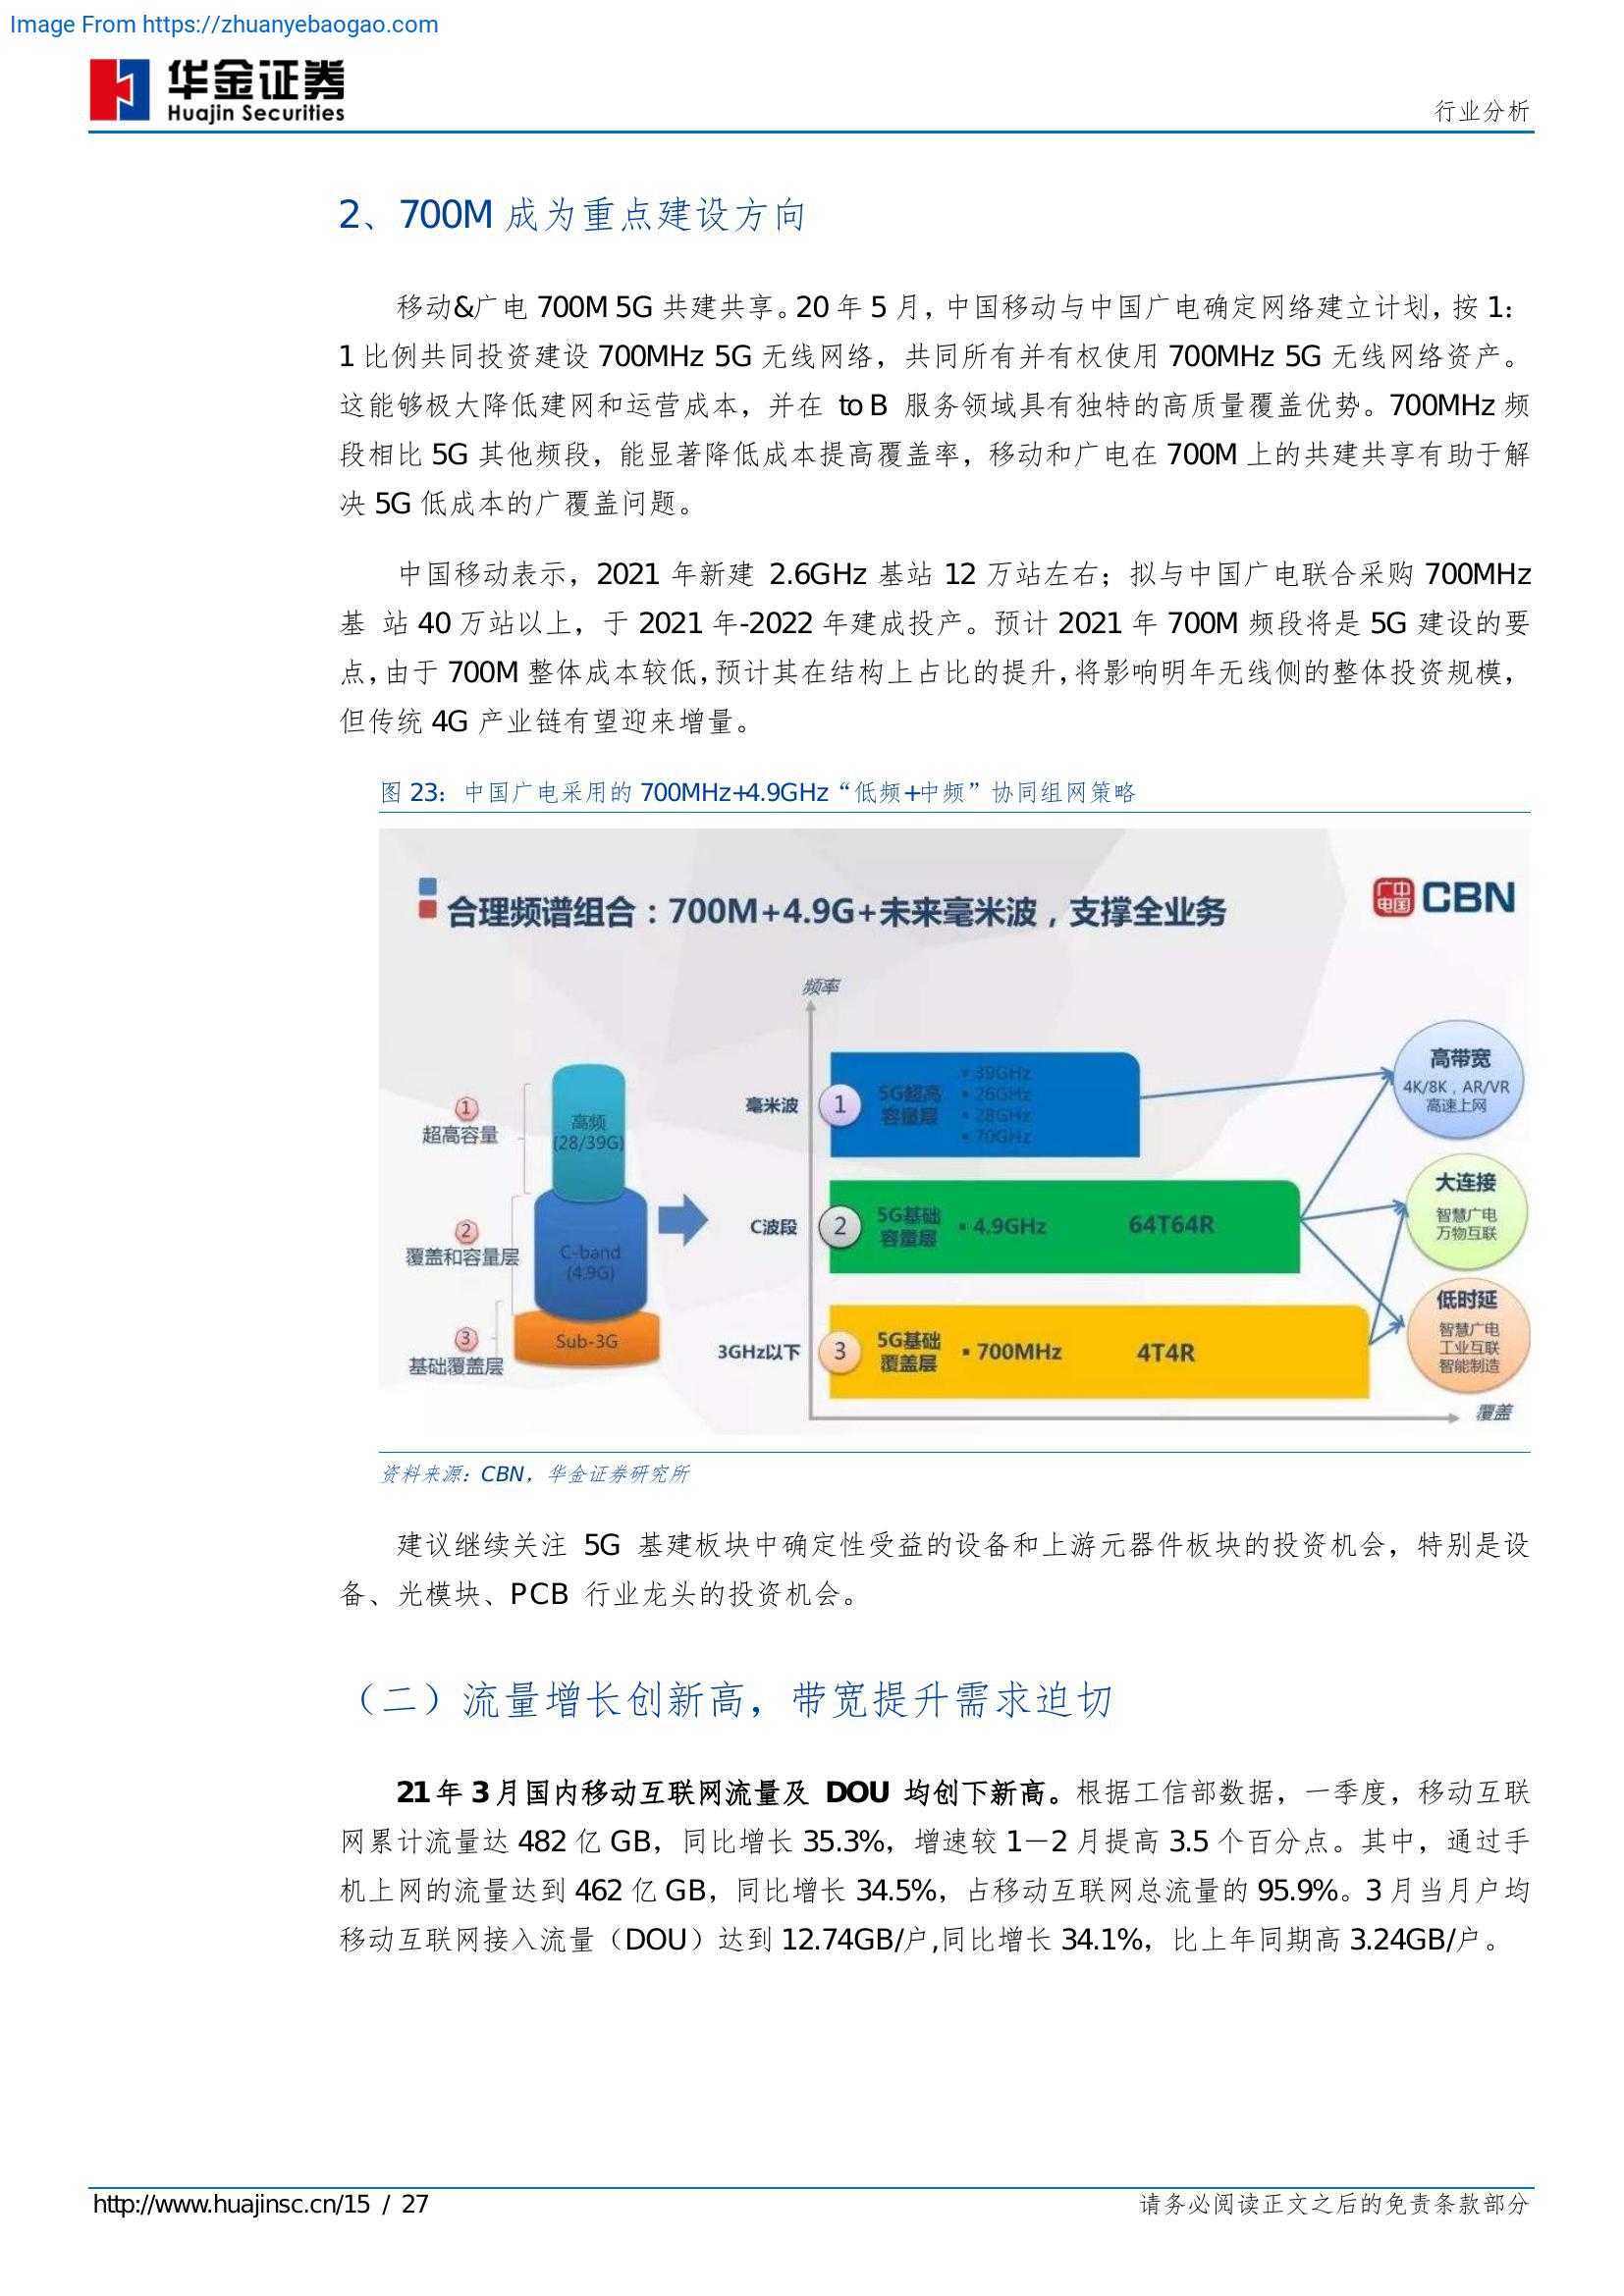 Image From https://zhuanyebaogao.com
华金证券
Huajin Securities
行业分析
2、700M 成为重点建设方向
移动&广电 700M 5G 共建共享。20 年 5 月，中国移动与中国广电确定网络建立计划，按 1：
1 比例共同投资建设 700MHz 5G 无线网络，共同所有并有权使用 700MHz 5G 无线网络资产。
这能够极大降低建网和运营成本，并在 to B 服务领域具有独特的高质量覆盖优势。700MHz 频
段相比 5G 其他频段，能显著降低成本提高覆盖率，移动和广电在 700M 上的共建共享有助于解
决 5G 低成本的广覆盖问题。
中国移动表示，2021 年新建 2.6GHz 基站 12 万站左右；拟与中国广电联合采购 700MHz
基 站 40 万站以上，于 2021 年-2022 年建成投产。预计 2021 年 700M 频段将是 5G 建设的要
点，由于 700M 整体成本较低，预计其在结构上占比的提升，将影响明年无线侧的整体投资规模，
但传统 4G 产业链有望迎来增量。
图 23：中国广电采用的 700MHz+4.9GHz“低频+中频”协同组网策略
合理频谱组合：700M+4.9G+未来毫米波，支撑全业务
中国广电 CBN
频率
1
超高容量
高频
(28/39G)
毫米波
1
5G超高
容量层
▪ 39GHz
▪ 26GHz
▪ 28GHz
▪ 70GHz
高带宽
4K/8K，AR/VR
高速上网
2
覆盖和容量层
C-band
(4.9G)
C波段
2
5G基础
容量层
▪ 4.9GHz
64T64R
大连接
智慧广电
万物互联
3
基础覆盖层
Sub-3G
3GHz以下
3
5G基础
覆盖层
▪ 700MHz
4T4R
低时延
智慧广电
工业互联
智能制造
覆盖
资料来源：CBN，华金证券研究所
建议继续关注 5G 基建板块中确定性受益的设备和上游元器件板块的投资机会，特别是设
备、光模块、PCB 行业龙头的投资机会。
（二）流量增长创新高，带宽提升需求迫切
21 年 3 月国内移动互联网流量及 DOU 均创下新高。根据工信部数据，一季度，移动互联
网累计流量达 482 亿 GB，同比增长 35.3%，增速较 1－2 月提高 3.5 个百分点。其中，通过手
机上网的流量达到 462 亿 GB，同比增长 34.5%，占移动互联网总流量的 95.9%。3 月当月户均
移动互联网接入流量（DOU）达到 12.74GB/户,同比增长 34.1%，比上年同期高 3.24GB/户。
http://www.huajinsc.cn/15 / 27
请务必阅读正文之后的免责条款部分